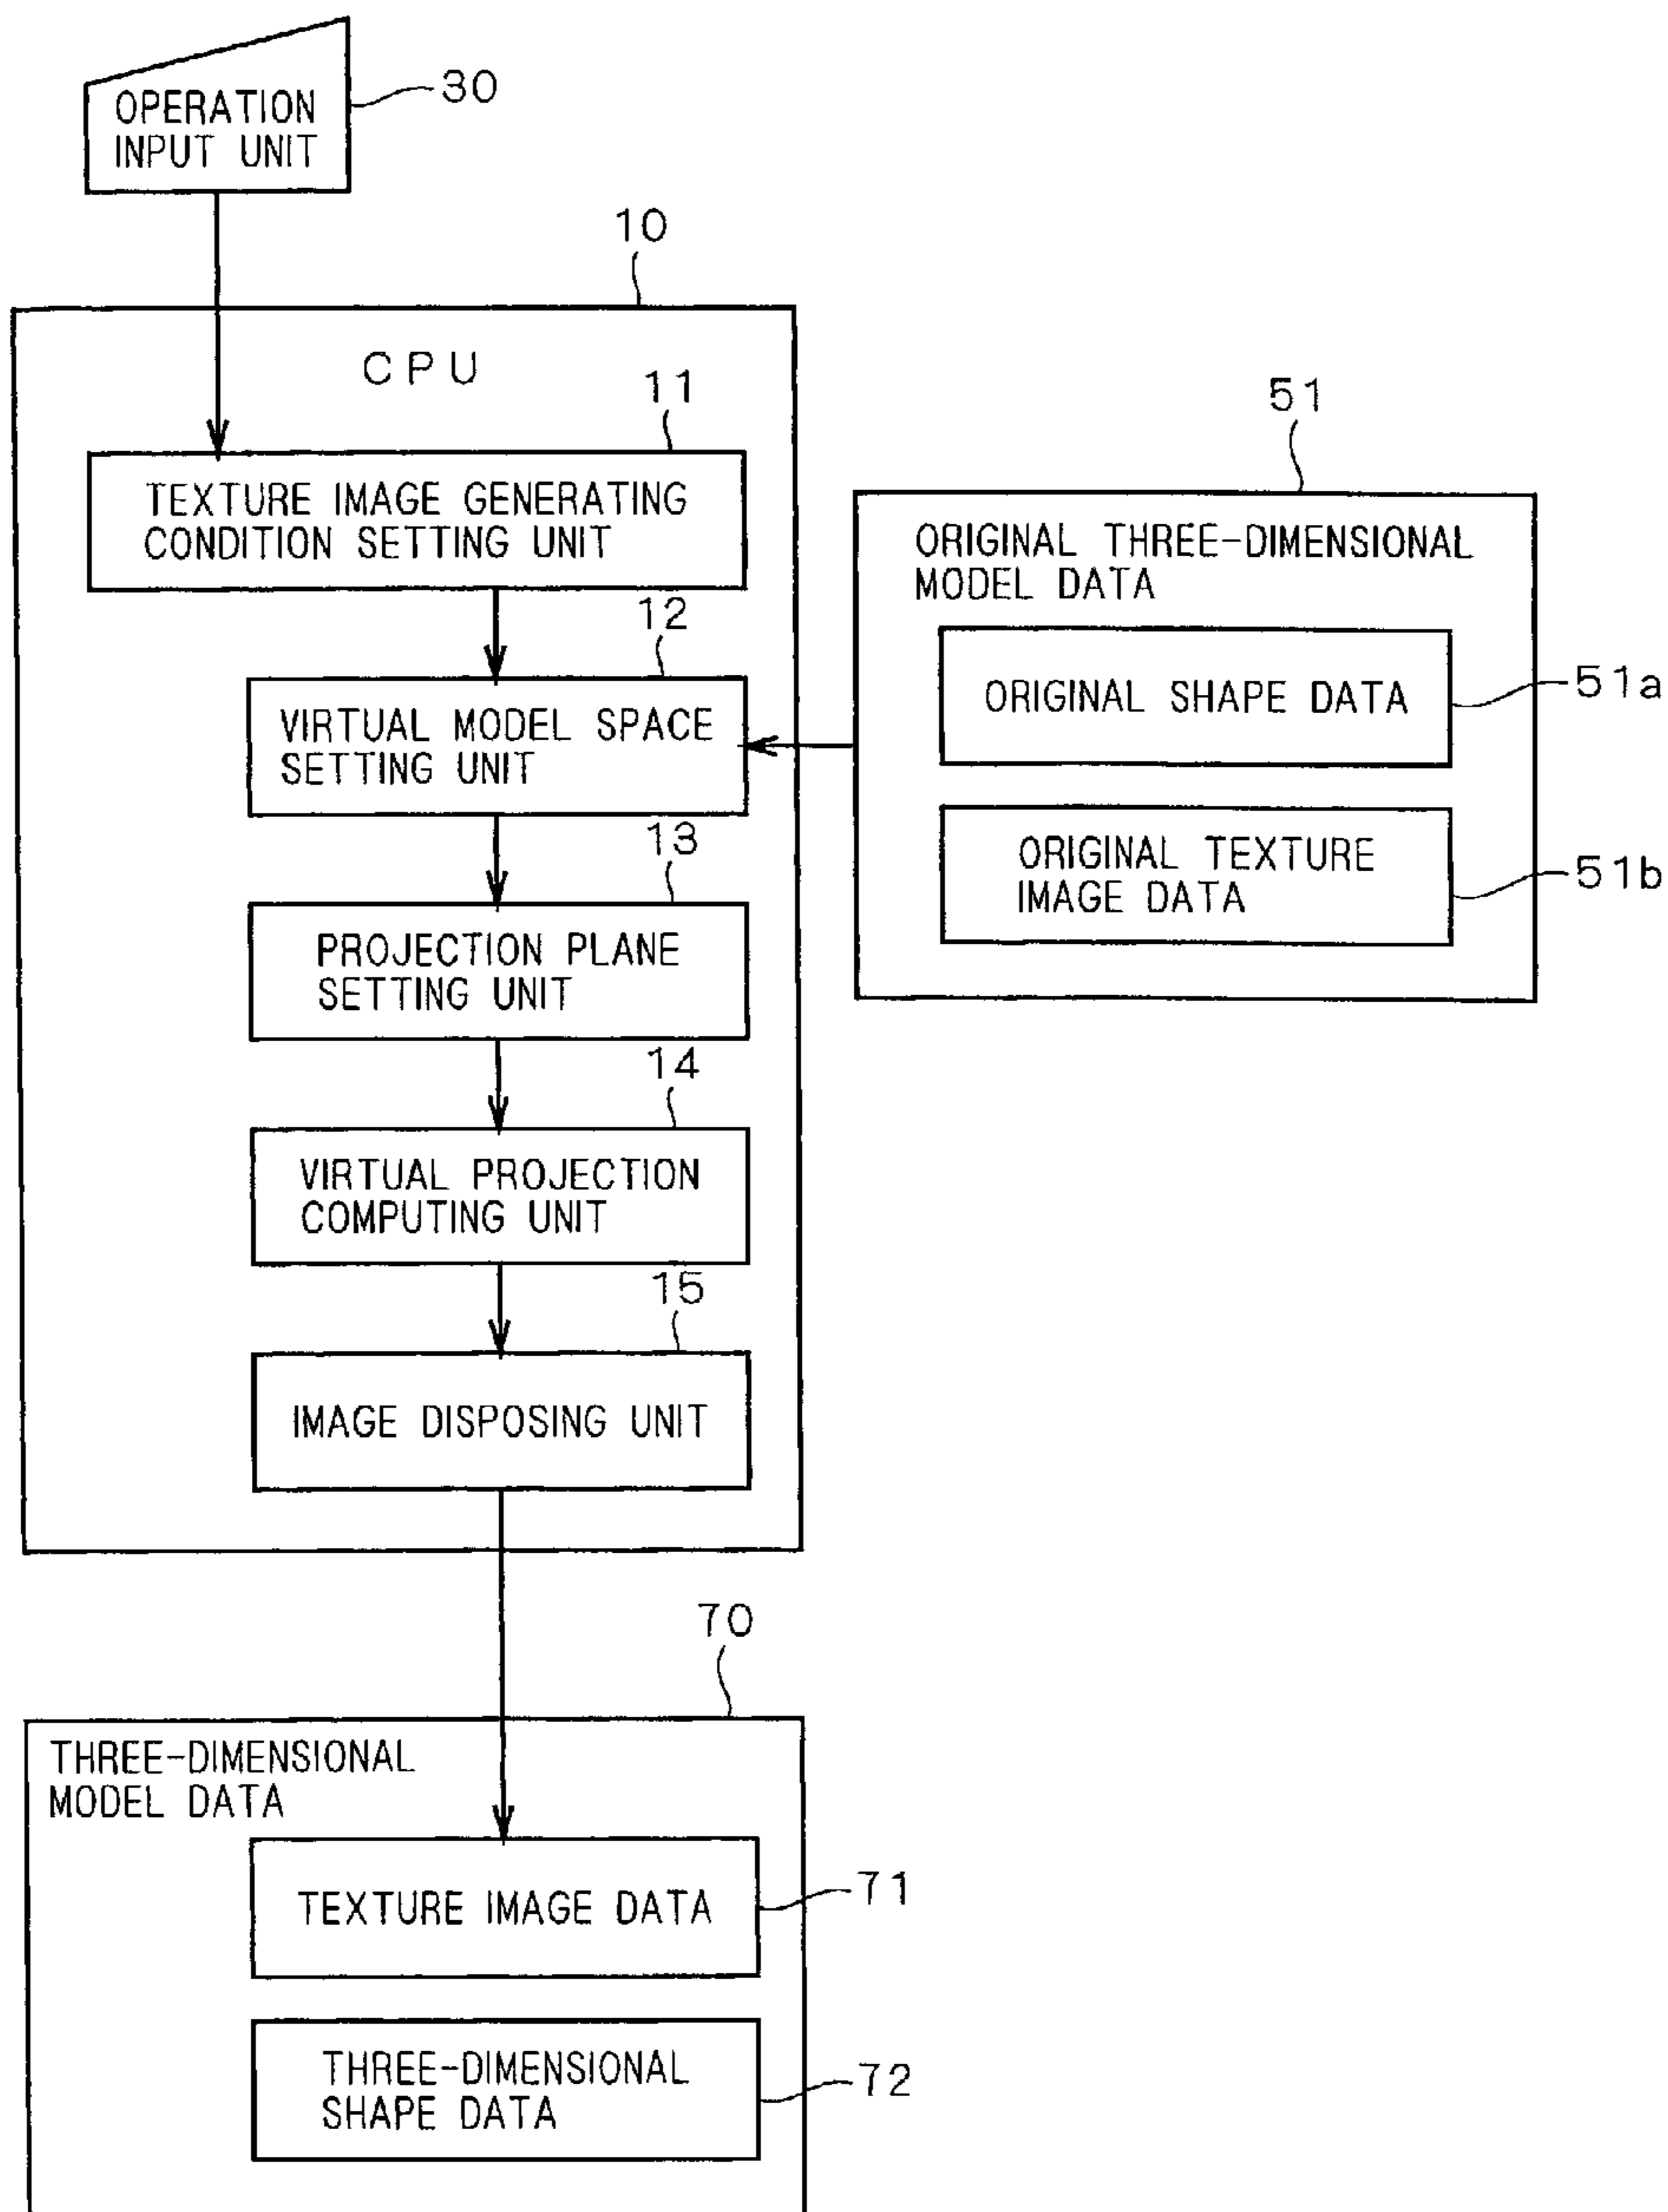 OPERATION
INPUT UNIT
30
10
CPU
11
TEXTURE IMAGE GENERATING
CONDITION SETTING UNIT
51
ORIGINAL THREE-DIMENSIONAL
MODEL DATA
12
VIRTUAL MODEL SPACE
SETTING UNIT
ORIGINAL SHAPE DATA
51a
13
ORIGINAL TEXTURE
IMAGE DATA
51b
PROJECTION PLANE
SETTING UNIT
14
VIRTUAL PROJECTION
COMPUTING UNIT
15
IMAGE DISPOSING UNIT
70
THREE-DIMENSIONAL
MODEL DATA
TEXTURE IMAGE DATA
71
THREE-DIMENSIONAL
SHAPE DATA
72